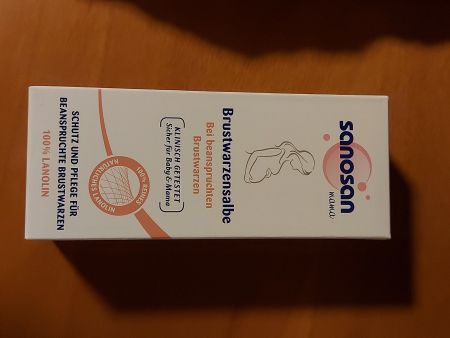 sanosan
mama
Brustwarzensalbe
Bei beanspruchten
Brustwarzen
KLINISCH GETESTET
Sicher für Baby & Mama
100% REINES
NATÜRLICHES LANOLIN
SCHUTZ UND PFLEGE FÜR
BEANSPRUCHTE BRUSTWARZEN
100% LANOLIN